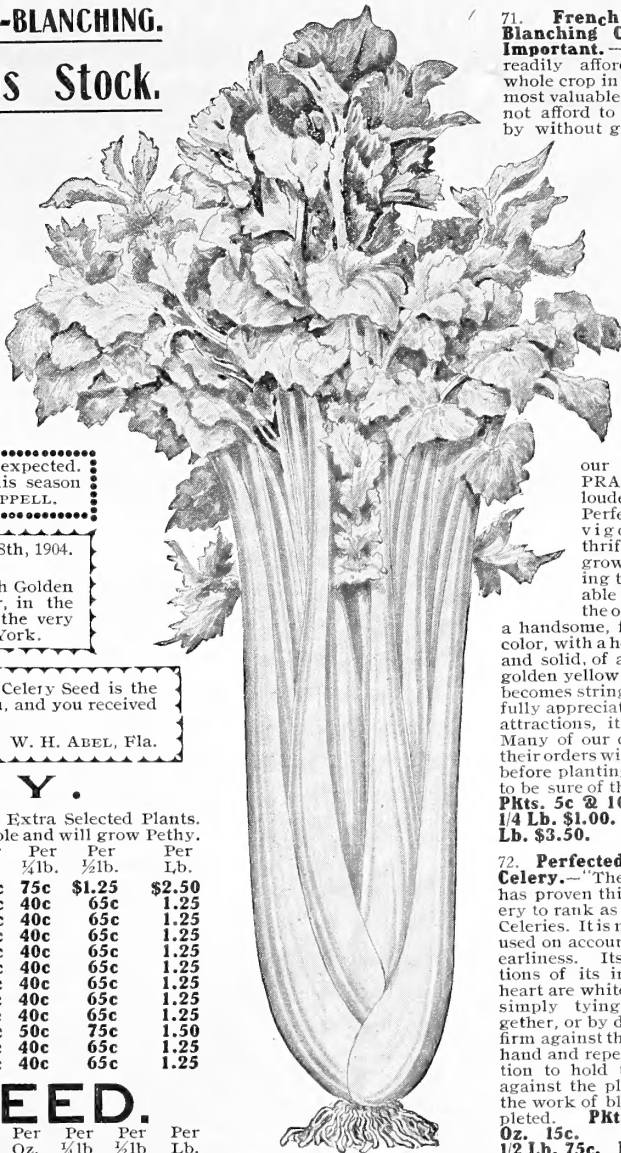 -BLANCHING.
s Stock.
expected.
is season
PPELL.
8th, 1904.
h Golden
r, in the
the very
York.
Celery Seed is the
, and you received
W. H. ABEL, Fla.
Y.
Extra Selected Plants.
ble and will grow Pethy.
Per Per Per
¼lb. ½lb. Lb.
c 75c $1.25 $2.50
c 40c 65c 1.25
c 40c 65c 1.25
c 40c 65c 1.25
c 40c 65c 1.25
c 40c 65c 1.25
c 40c 65c 1.25
c 50c 75c 1.50
c 40c 65c 1.25
c 40c 65c 1.25
EED.
Per Per Per Per
Oz. ¼lb ½lb Lb.
71. French
Blanching C
Important.—
readily affor
whole crop in
most valuable
not afford to
by without g
our
PRA
loude
Perfe
vigo
thrif
grow
ing t
able
the o
a handsome, f
color, with a he
and solid, of a
golden yellow
becomes string
fully appreciat
attractions, it
Many of our c
their orders wi
before planting
to be sure of th
Pkts. 5c & 10
1/4 Lb. $1.00.
Lb. $3.50.
72. Perfected
Celery.—"The
has proven thi
ery to rank as
Celeries. It is n
used on accour
earliness. Its
tions of its in
heart are white
simply tying
gether, or by d
firm against th
hand and repe
tion to hold t
against the pl
the work of bl
pleted. Pkt
Oz. 15c.
1/2 Lb. 75c.